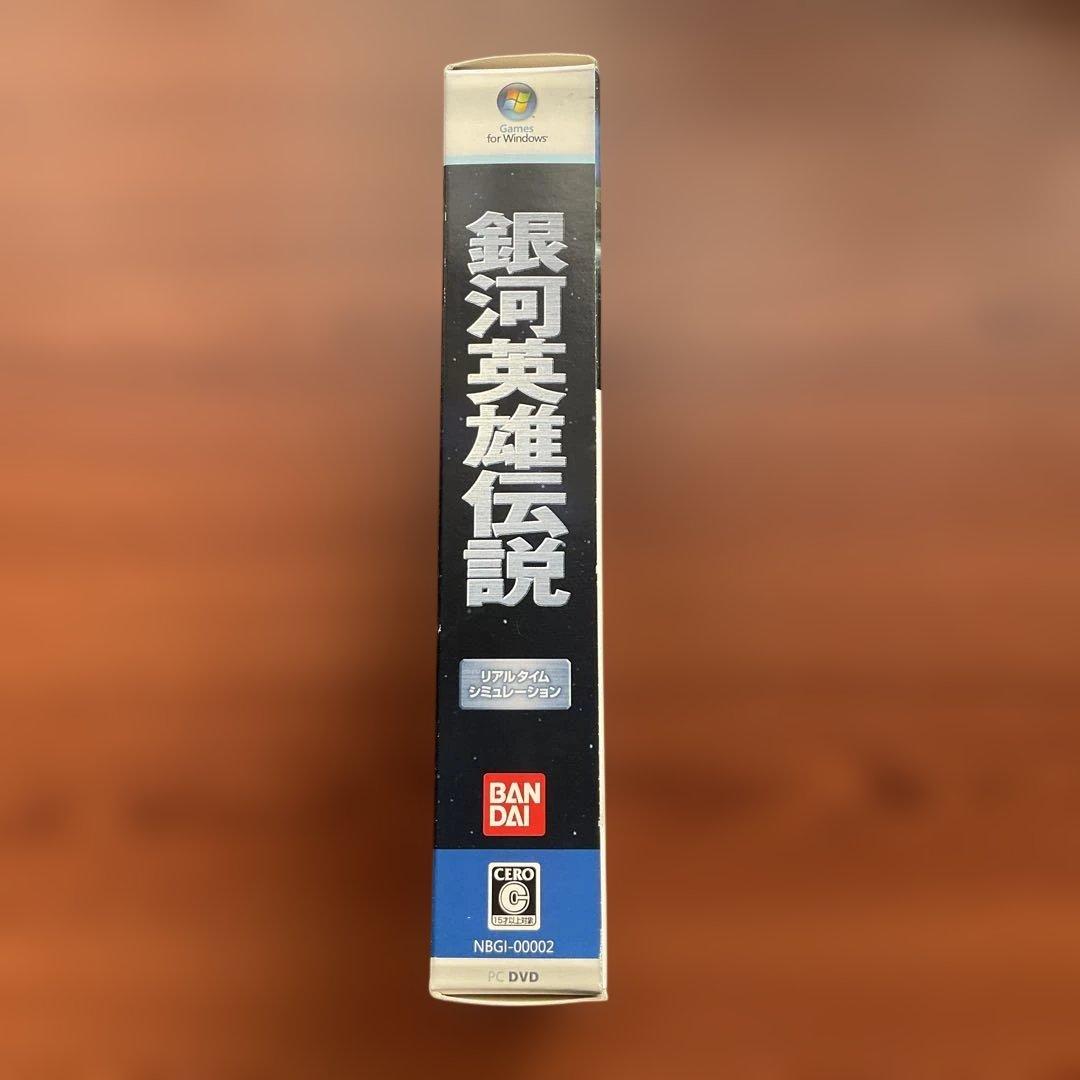 Games
for Windows
銀河英雄伝説
リアルタイム
シミュレーション
BAN
DAI
CERO
C
15才以上対象
NBGI-00002
PC DVD